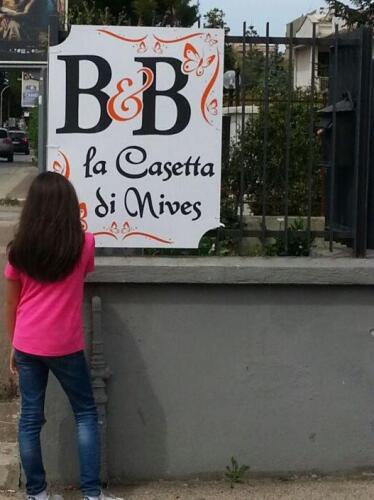 B&B
la Casetta
di Nives